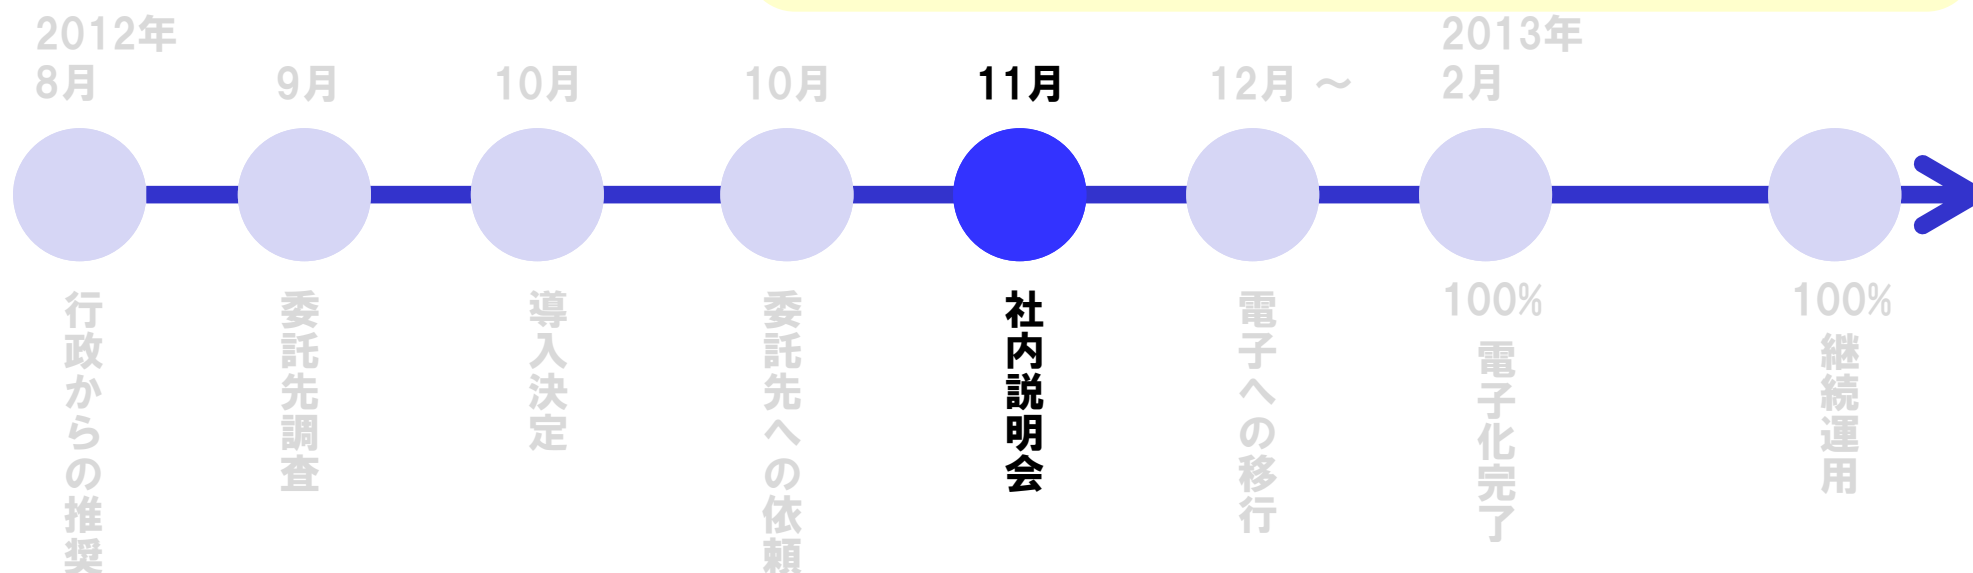 2012年
8月
9月
10月
10月
11月
12月 ～
2013年
2月
行政からの推奨
委託先調査
導入決定
委託先への依頼
社内説明会
電子への移行
100%
電子化完了
100%
継続運用